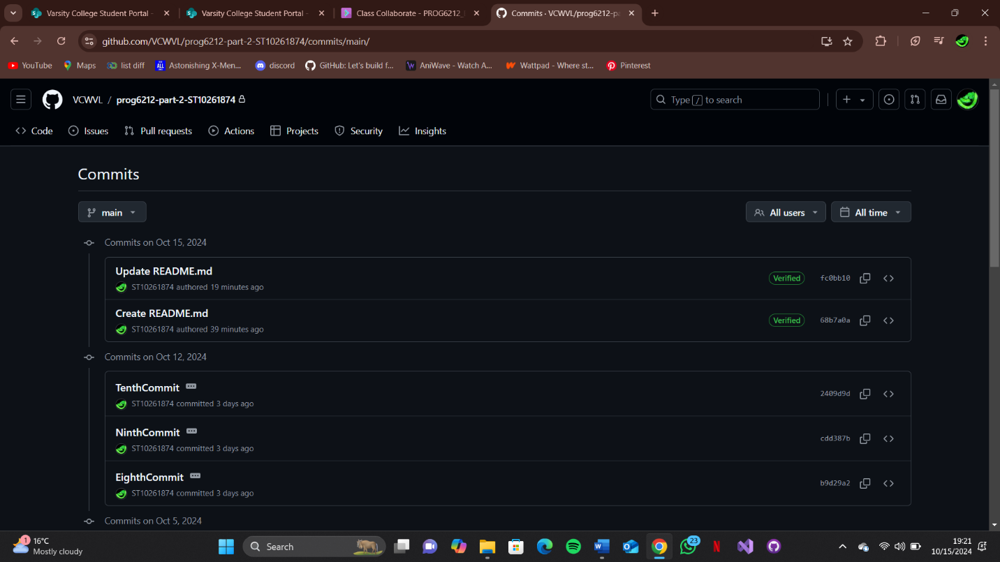 Varsity College Student Portal -
Varsity College Student Portal -
Class Collaborate - PROG6212_
Commits · VCWVL/prog6212-pa
github.com/VCWVL/prog6212-part-2-ST10261874/commits/main/
YouTube
Maps
list diff
Astonishing X-Men...
discord
GitHub: Let's build f...
AniWave - Watch A...
Wattpad - Where st...
Pinterest
VCWVL / prog6212-part-2-ST10261874
Type / to search
Code
Issues
Pull requests
Actions
Projects
Security
Insights
Commits
main
All users
All time
Commits on Oct 15, 2024
Update README.md
ST10261874 authored 19 minutes ago
Verified
fc0bb10
Create README.md
ST10261874 authored 39 minutes ago
Verified
68b7a0a
Commits on Oct 12, 2024
TenthCommit
ST10261874 committed 3 days ago
2409d9d
NinthCommit
ST10261874 committed 3 days ago
cdd387b
EighthCommit
ST10261874 committed 3 days ago
b9d29a2
Commits on Oct 5, 2024
1
16°C
Mostly cloudy
Search
23
19:21
10/15/2024